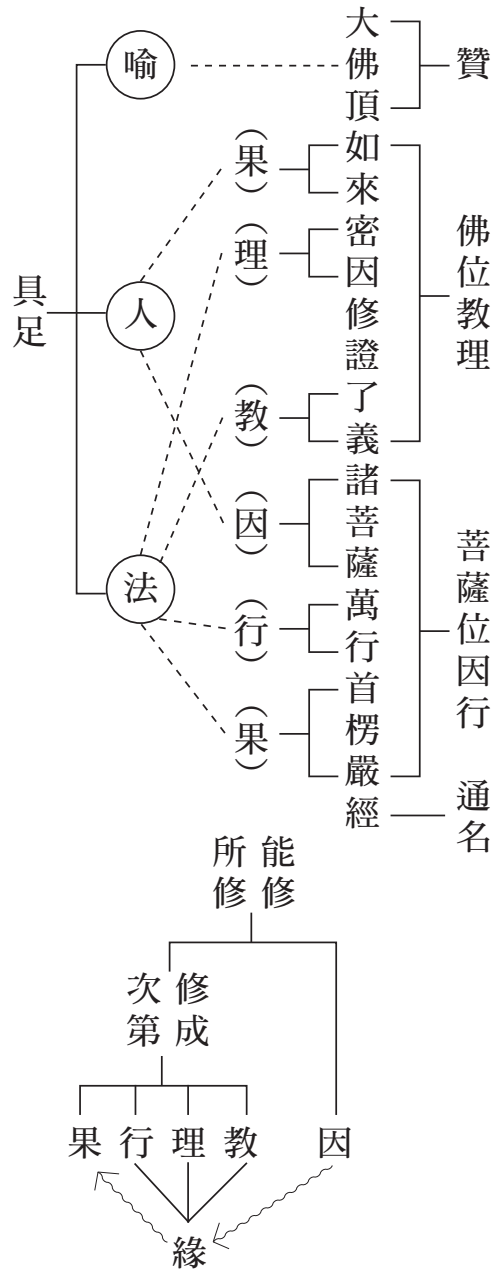 贊
佛位教理
菩薩位因行
通名
大佛頂如來密因修證了義諸菩薩萬行首楞嚴經
(果)
(理)
(教)
(因)
(行)
(果)
喻
人
法
具足
能修
所修
修成
次第
因
教
理
行
果
緣